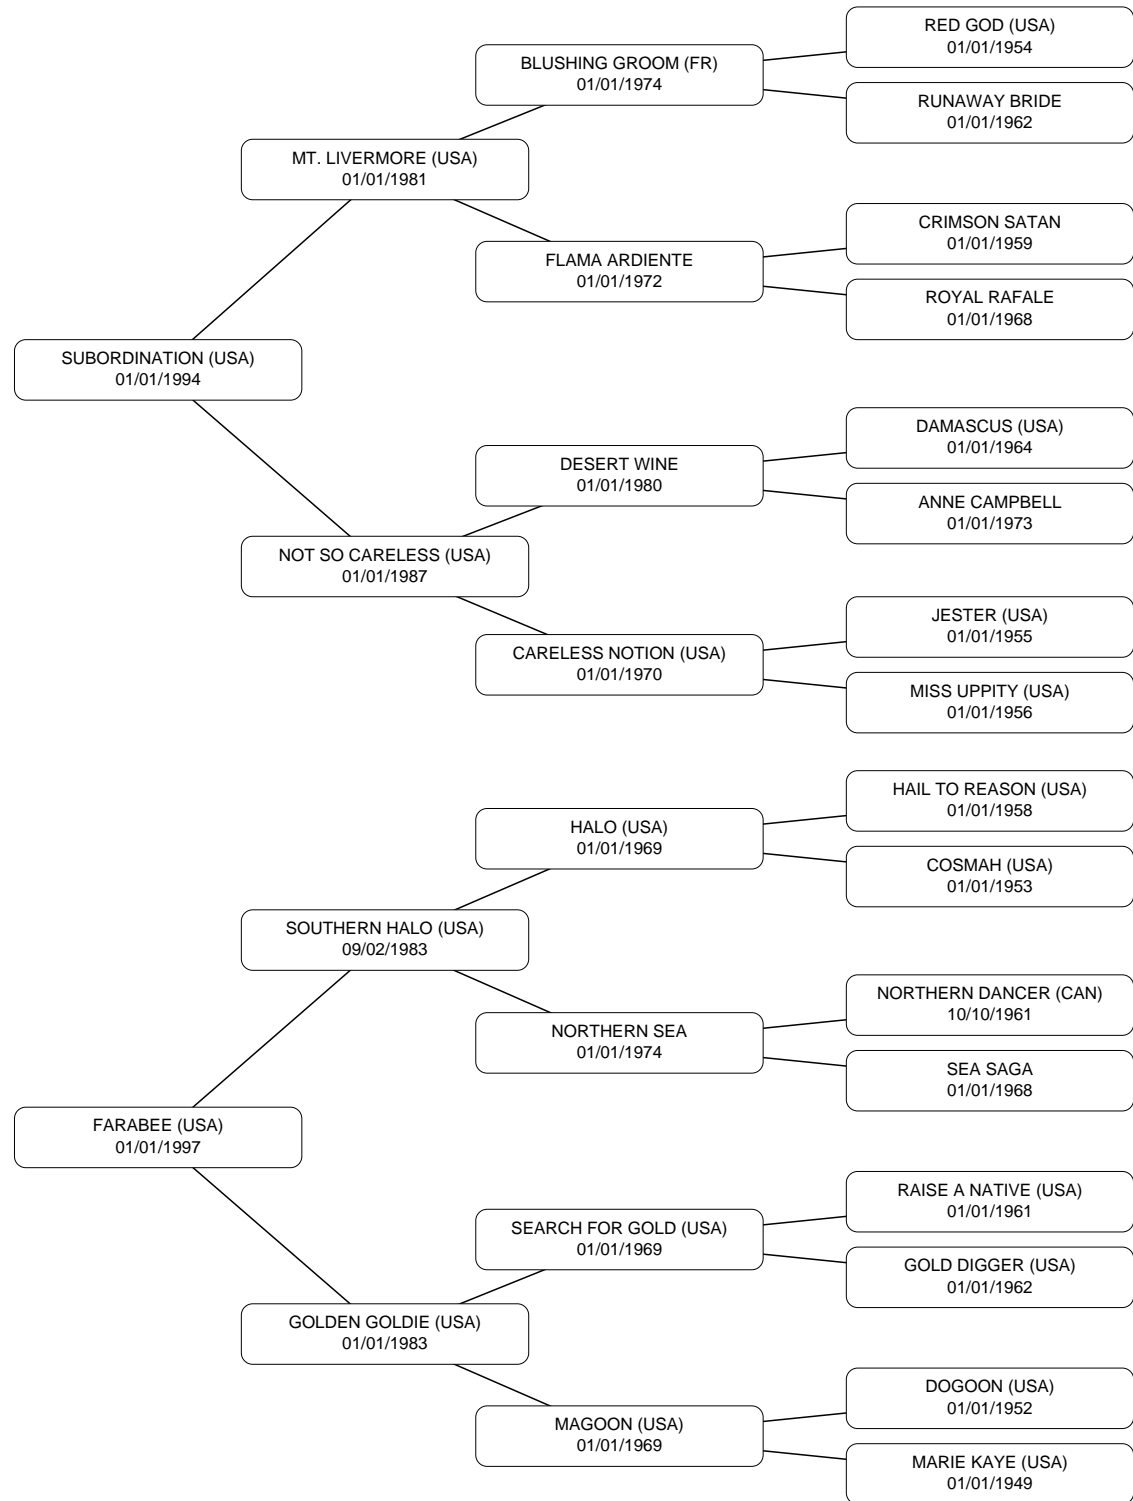 RED GOD (USA)
01/01/1954
BLUSHING GROOM (FR)
01/01/1974
RUNAWAY BRIDE
01/01/1962
MT. LIVERMORE (USA)
01/01/1981
CRIMSON SATAN
01/01/1959
FLAMA ARDIENTE
01/01/1972
ROYAL RAFALE
01/01/1968
SUBORDINATION (USA)
01/01/1994
DAMASCUS (USA)
01/01/1964
DESERT WINE
01/01/1980
ANNE CAMPBELL
01/01/1973
NOT SO CARELESS (USA)
01/01/1987
JESTER (USA)
01/01/1955
CARELESS NOTION (USA)
01/01/1970
MISS UPPITY (USA)
01/01/1956
HAIL TO REASON (USA)
01/01/1958
HALO (USA)
01/01/1969
COSMAH (USA)
01/01/1953
SOUTHERN HALO (USA)
09/02/1983
NORTHERN DANCER (CAN)
10/10/1961
NORTHERN SEA
01/01/1974
SEA SAGA
01/01/1968
FARABEE (USA)
01/01/1997
RAISE A NATIVE (USA)
01/01/1961
SEARCH FOR GOLD (USA)
01/01/1969
GOLD DIGGER (USA)
01/01/1962
GOLDEN GOLDIE (USA)
01/01/1983
DOGOON (USA)
01/01/1952
MAGOON (USA)
01/01/1969
MARIE KAYE (USA)
01/01/1949